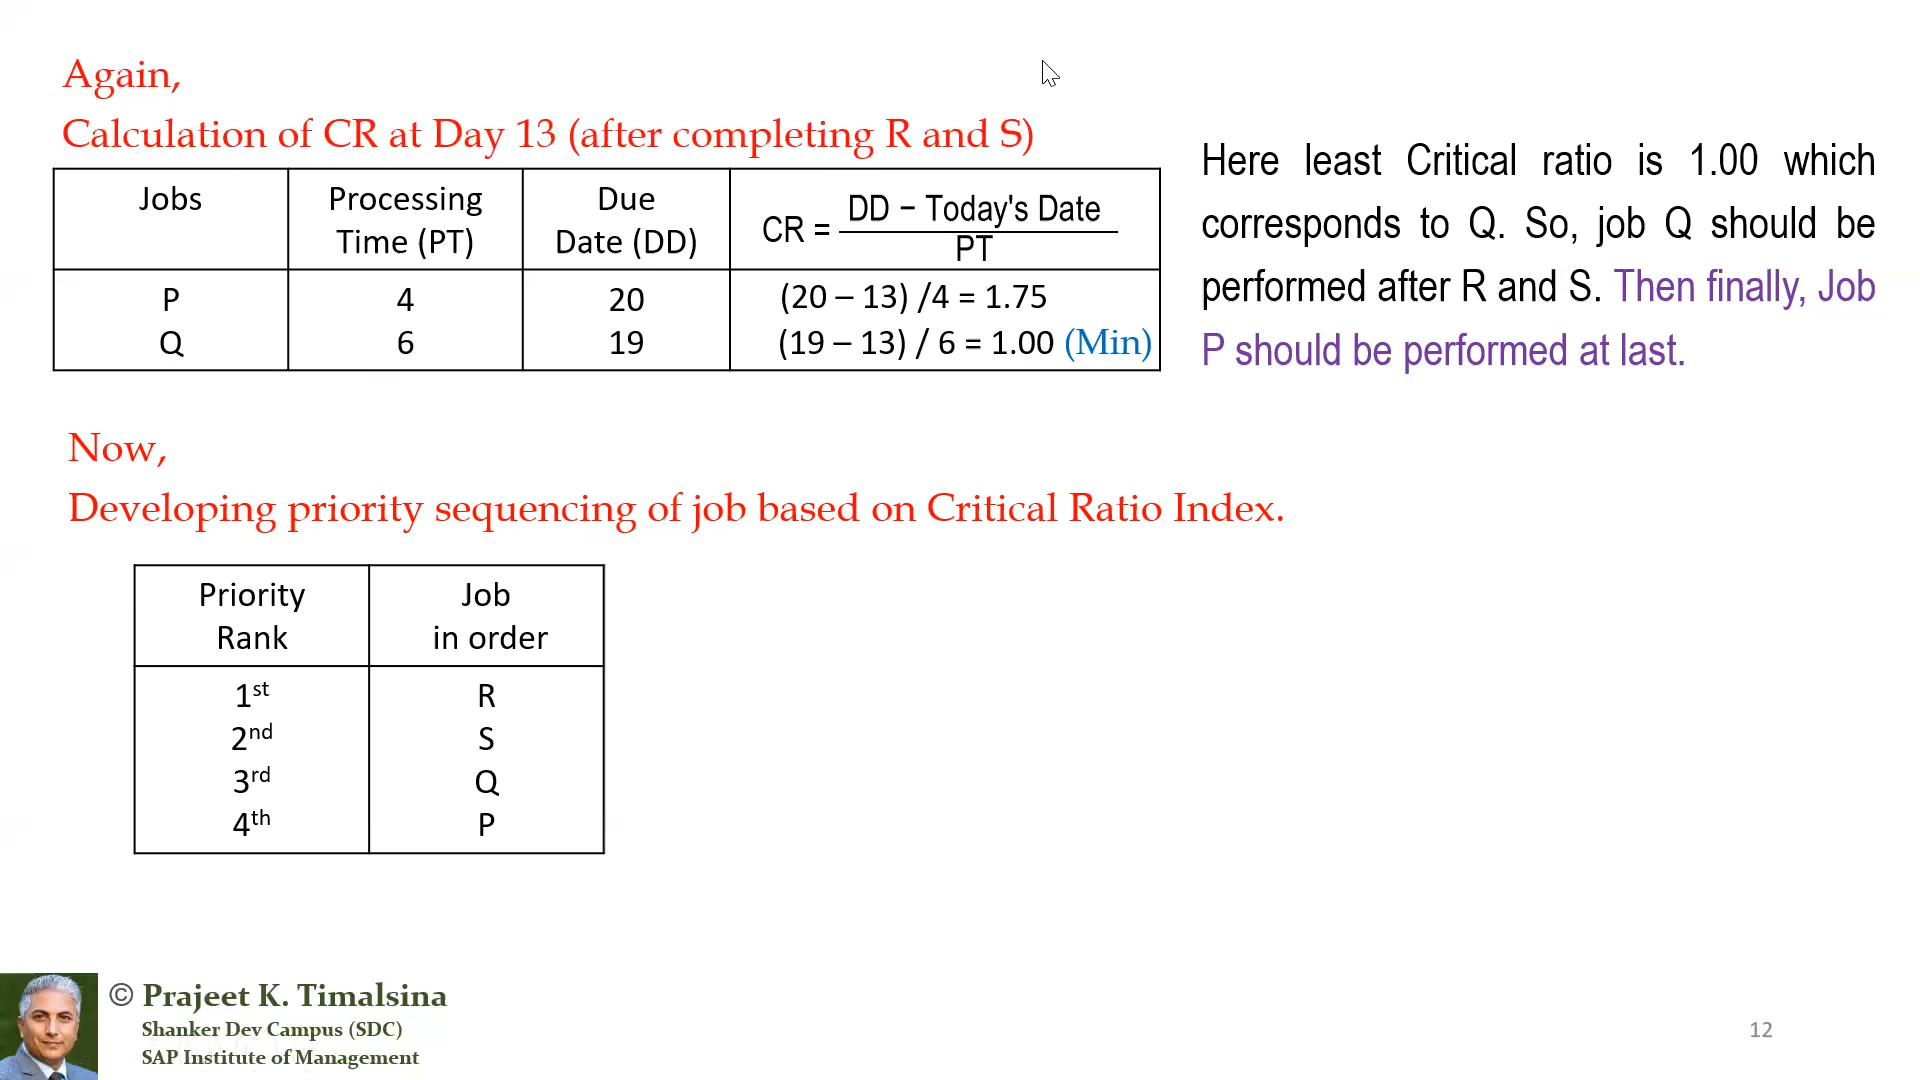 Again,
Calculation of CR at Day 13 (after completing R and S)
Jobs Processing Time (PT) Due Date (DD) CR = DD − Today's Date / PT
P 4 20 (20 – 13) /4 = 1.75
Q 6 19 (19 – 13) / 6 = 1.00 (Min)
Here least Critical ratio is 1.00 which
corresponds to Q. So, job Q should be
performed after R and S. Then finally, Job
P should be performed at last.
Now,
Developing priority sequencing of job based on Critical Ratio Index.
Priority Rank Job in order
1st R
2nd S
3rd Q
4th P
© Prajeet K. Timalsina
Shanker Dev Campus (SDC)
SAP Institute of Management
12